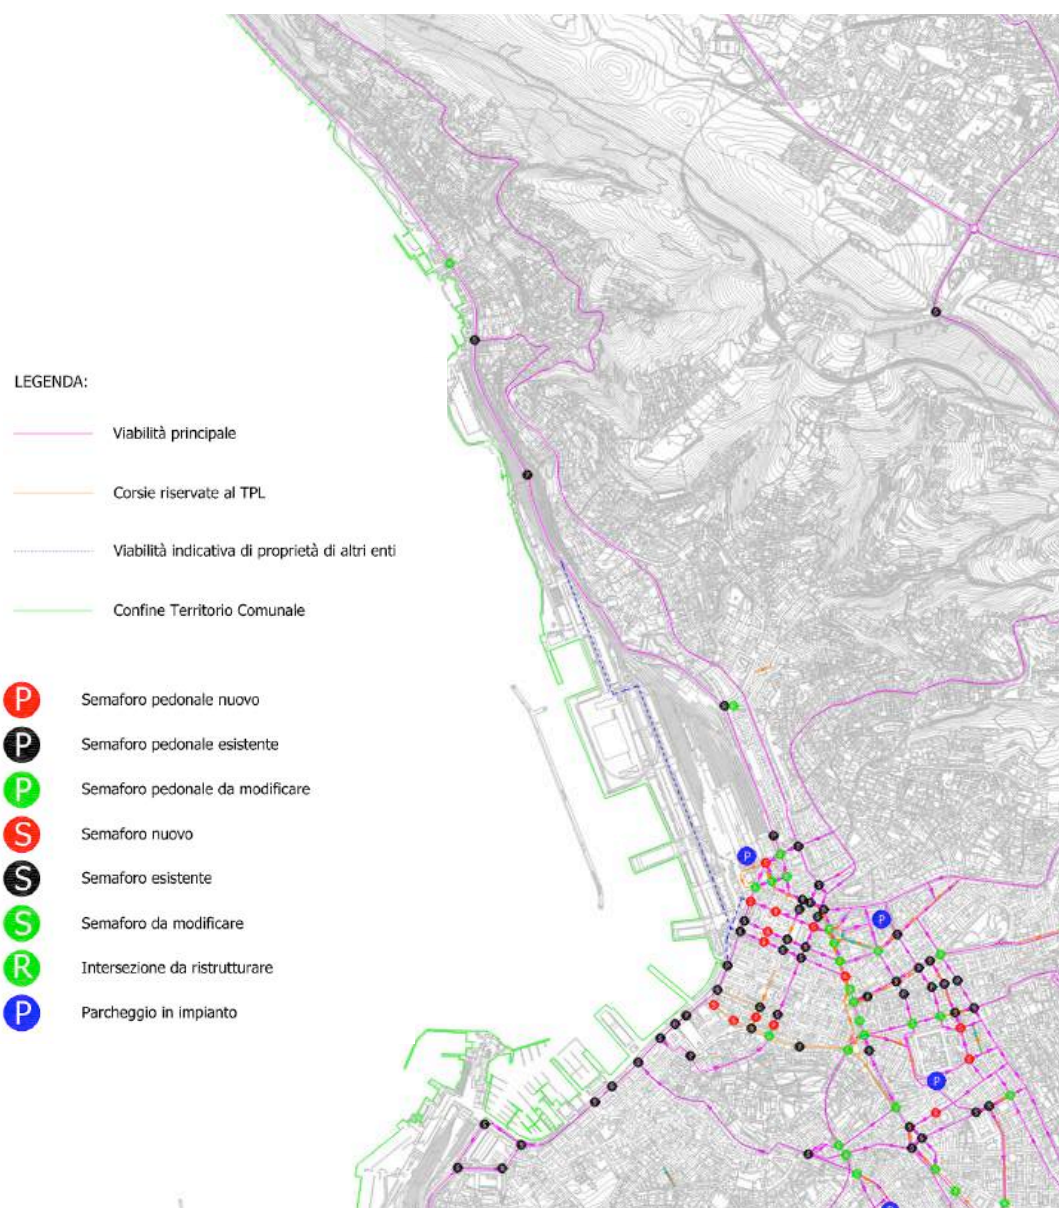 LEGENDA:
Viabilità principale
Corsie riservate al TPL
Viabilità indicativa di proprietà di altri enti
Confine Territorio Comunale
P Semaforo pedonale nuovo
P Semaforo pedonale esistente
P Semaforo pedonale da modificare
S Semaforo nuovo
S Semaforo esistente
S Semaforo da modificare
R Intersezione da ristrutturare
P Parcheggio in impianto
P
P
P